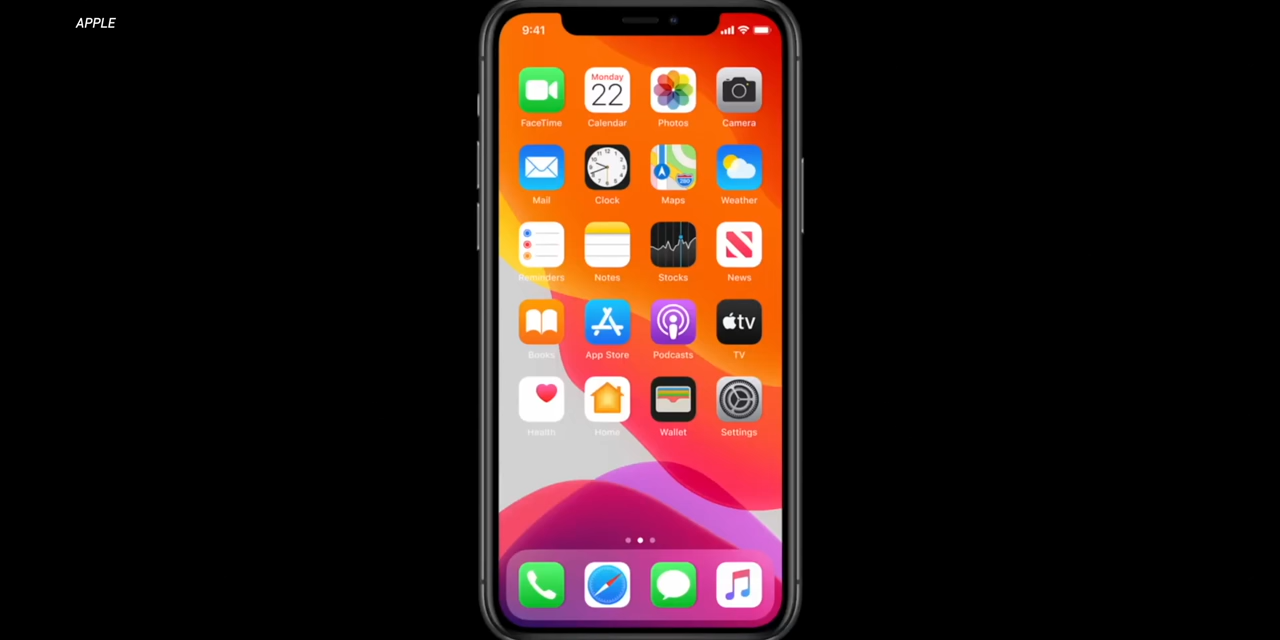 APPLE
9:41
Monday
22
FaceTime Calendar Photos Camera
Mail Clock Maps Weather
Reminders Notes Stocks News
tv
Books App Store Podcasts TV
Health Home Wallet Settings